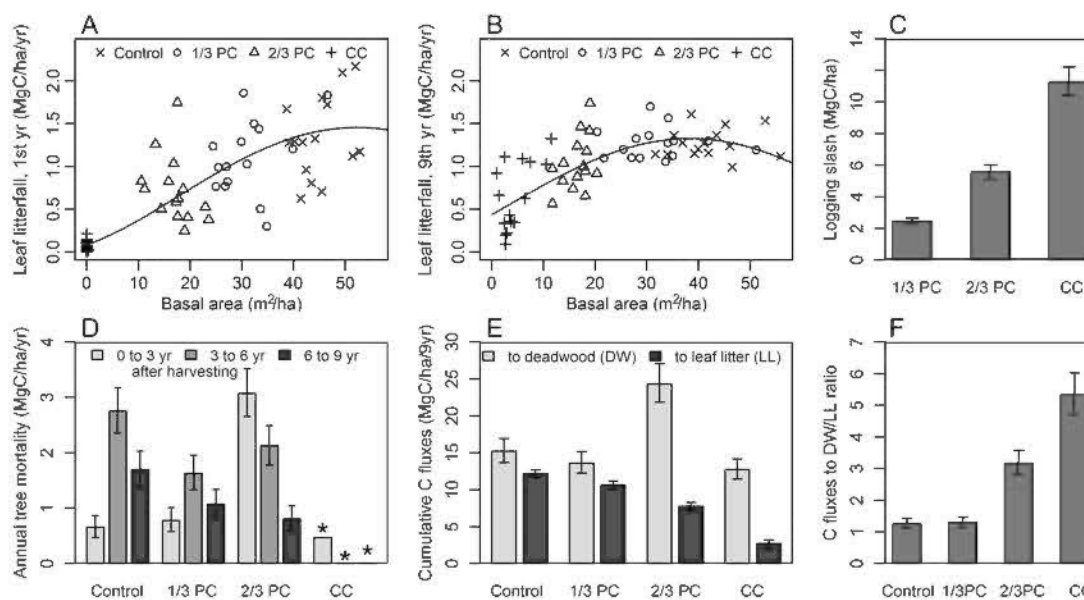 A
× Control ○ 1/3 PC △ 2/3 PC + CC
Leaf litterfall, 1st yr (MgC/ha/yr)
0.0 0.5 1.0 1.5 2.0
0 10 20 30 40 50
Basal area (m²/ha)
B
× Control ○ 1/3 PC △ 2/3 PC + CC
Leaf litterfall, 9th yr (MgC/ha/yr)
0.0 0.5 1.0 1.5 2.0
0 10 20 30 40 50
Basal area (m²/ha)
C
Logging slash (MgC/ha)
0 2 4 6 8 10 14
1/3 PC 2/3 PC CC
D
0 to 3 yr 3 to 6 yr 6 to 9 yr
after harvesting
Annual tree mortality (MgC/ha/yr)
0 1 2 3 4
* * *
Control 1/3 PC 2/3 PC CC
E
to deadwood (DW) to leaf litter (LL)
Cumulative C fluxes (MgC/ha/9yr)
0 5 10 15 20 25 30
Control 1/3 PC 2/3 PC CC
F
C fluxes to DW/LL ratio
0 1 2 3 4 5 6 7
Control 1/3PC 2/3PC CC